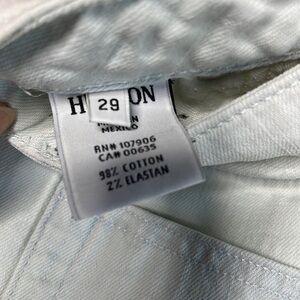 H ON
29
MEXICO
RN# 107906
CA# 00635
98% COTTON
2% ELASTAN